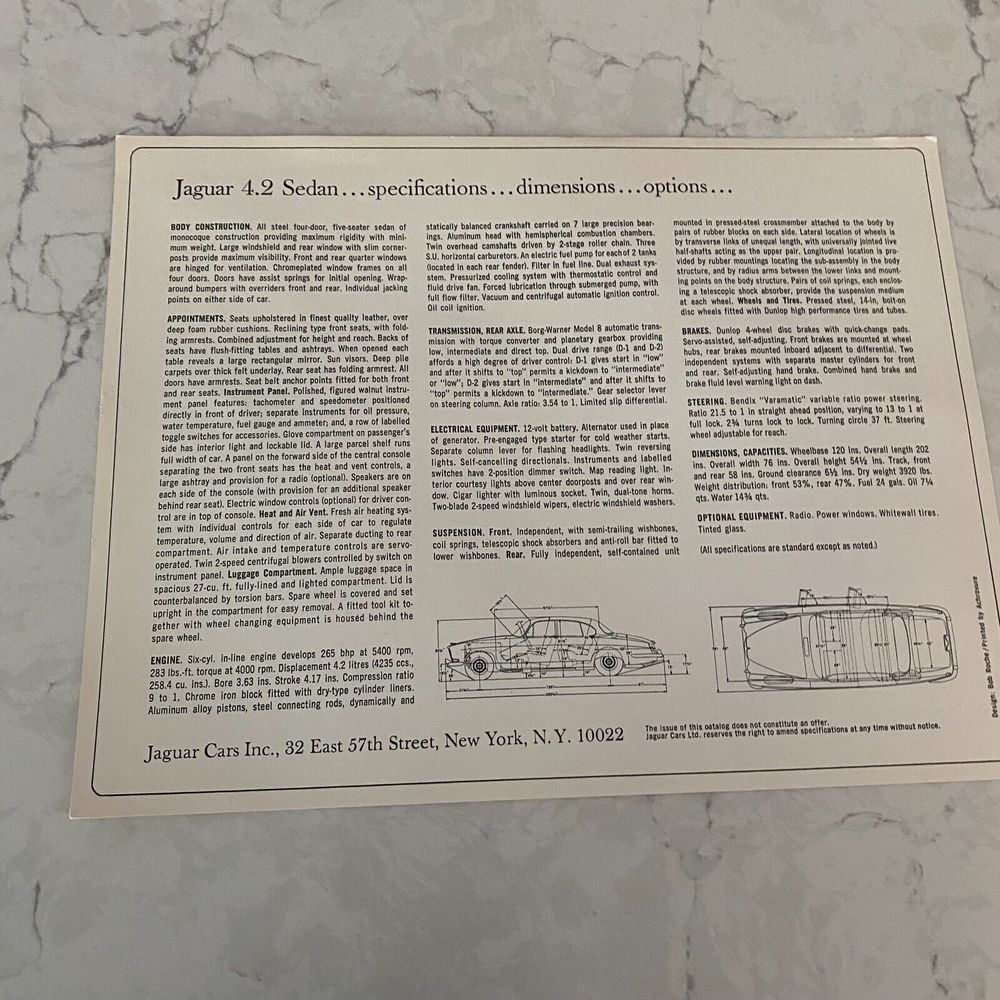 Jaguar 4.2 Sedan...specifications...dimensions...options...
BODY CONSTRUCTION. All steel four-door, five-seater sedan of
monocoque construction providing maximum rigidity with mini-
mum weight. Large windshield and rear window with slim corner-
posts provide maximum visibility. Front and rear quarter windows
are hinged for ventilation. Chromeplated window frames on all
four doors. Doors have assist springs for initial opening. Wrap-
around bumpers with overriders front and rear. Individual jacking
points on either side of car.
APPOINTMENTS. Seats upholstered in finest quality leather, over
deep foam rubber cushions. Reclining type front seats, with fold-
ing armrests. Combined adjustment for height and reach. Backs of
seats have flush-fitting tables and ashtrays. When opened each
table reveals a large rectangular mirror. Sun visors. Deep pile
carpets over thick felt underlay. Rear seat has folding armrest. All
doors have armrests. Seat belt anchor points fitted for both front
and rear seats. Instrument Panel. Polished, figured walnut instru-
ment panel features: tachometer and speedometer positioned
directly in front of driver; separate instruments for oil pressure,
water temperature, fuel gauge and ammeter; and, a row of labelled
toggle switches for accessories. Glove compartment on passenger's
side has interior light and lockable lid. A large parcel shelf runs
full width of car. A panel on the forward side of the central console
separating the two front seats has the heat and vent controls, a
large ashtray and provision for a radio (optional). Speakers are on
each side of the console (with provision for an additional speaker
behind rear seat). Electric window controls (optional) for driver con-
trol are in top of console. Heat and Air Vent. Fresh air heating sys-
tem with individual controls for each side of car to regulate
temperature, volume and direction of air. Separate ducting to rear
compartment. Air intake and temperature controls are servo-
operated. Twin 2-speed centrifugal blowers controlled by switch on
instrument panel. Luggage Compartment. Ample luggage space in
spacious 27-cu. ft. fully-lined and lighted compartment. Lid is
counterbalanced by torsion bars. Spare wheel is covered and set
upright in the compartment for easy removal. A fitted tool kit to-
gether with wheel changing equipment is housed behind the
spare wheel.
ENGINE. Six-cyl. in-line engine develops 265 bhp at 5400 rpm,
283 lbs.-ft. torque at 4000 rpm. Displacement 4.2 litres (4235 ccs.,
258.4 cu. ins.). Bore 3.63 ins. Stroke 4.17 ins. Compression ratio
9 to 1. Chrome iron block fitted with dry-type cylinder liners.
Aluminum alloy pistons, steel connecting rods, dynamically and
statically balanced crankshaft carried on 7 large precision bear-
ings. Aluminum head with hemispherical combustion chambers.
Twin overhead camshafts driven by 2-stage roller chain. Three
S.U. horizontal carburetors. An electric fuel pump for each of 2 tanks
(located in each rear fender). Filter in fuel line. Dual exhaust sys-
tem. Pressurized cooling system with thermostatic control and
fluid drive fan. Forced lubrication through submerged pump, with
full flow filter. Vacuum and centrifugal automatic ignition control.
Oil coil ignition.
TRANSMISSION, REAR AXLE. Borg-Warner Model 8 automatic trans-
mission with torque converter and planetary gearbox providing
low, intermediate and direct top. Dual drive range (D-1 and D-2)
affords a high degree of driver control: D-1 gives start in "low"
and after it shifts to "top" permits a kickdown to "intermediate"
or "low"; D-2 gives start in "intermediate" and after it shifts to
"top" permits a kickdown to "intermediate." Gear selector lever
on steering column. Axle ratio: 3.54 to 1. Limited slip differential.
ELECTRICAL EQUIPMENT. 12-volt battery. Alternator used in place
of generator. Pre-engaged type starter for cold weather starts.
Separate column lever for flashing headlights. Twin reversing
lights. Self-cancelling directionals. Instruments and labelled
switches have 2-position dimmer switch. Map reading light. In-
terior courtesy lights above center doorposts and over rear win-
dow. Cigar lighter with luminous socket. Twin, dual-tone horns.
Two-blade 2-speed windshield wipers, electric windshield washers.
SUSPENSION. Front. Independent, with semi-trailing wishbones,
coil springs, telescopic shock absorbers and anti-roll bar fitted to
lower wishbones. Rear. Fully independent, self-contained unit
mounted in pressed-steel crossmember attached to the body by
pairs of rubber blocks on each side. Lateral location of wheels is
by transverse links of unequal length, with universally jointed live
half-shafts acting as the upper pair. Longitudinal location is pro-
vided by rubber mountings locating the sub-assembly in the body
structure, and by radius arms between the lower links and mount-
ing points on the body structure. Pairs of coil springs, each enclos-
ing a telescopic shock absorber, provide the suspension medium
at each wheel. Wheels and Tires. Pressed steel, 14-in, bolt-on
disc wheels fitted with Dunlop high performance tires and tubes.
BRAKES. Dunlop 4-wheel disc brakes with quick-change pads.
Servo-assisted, self-adjusting. Front brakes are mounted at wheel
hubs, rear brakes mounted inboard adjacent to differential. Two
independent systems with separate master cylinders for front
and rear. Self-adjusting hand brake. Combined hand brake and
brake fluid level warning light on dash.
STEERING. Bendix "Varamatic" variable ratio power steering.
Ratio 21.5 to 1 in straight ahead position, varying to 13 to 1 at
full lock. 2¾ turns lock to lock. Turning circle 37 ft. Steering
wheel adjustable for reach.
DIMENSIONS, CAPACITIES. Wheelbase 120 ins. Overall length 202
ins. Overall width 76 ins. Overall height 54½ ins. Track, front
and rear 58 ins. Ground clearance 6½ ins. Dry weight 3920 lbs.
Weight distribution: front 53%, rear 47%. Fuel 24 gals. Oil 7¼
qts. Water 14¾ qts.
OPTIONAL EQUIPMENT. Radio. Power windows. Whitewall tires.
Tinted glass.
(All specifications are standard except as noted.)
Jaguar Cars Inc., 32 East 57th Street, New York, N.Y. 10022
The issue of this catalog does not constitute an offer.
Jaguar Cars Ltd. reserves the right to amend specifications at any time without notice.
Design: Bob Roche/Printed by Achrovure